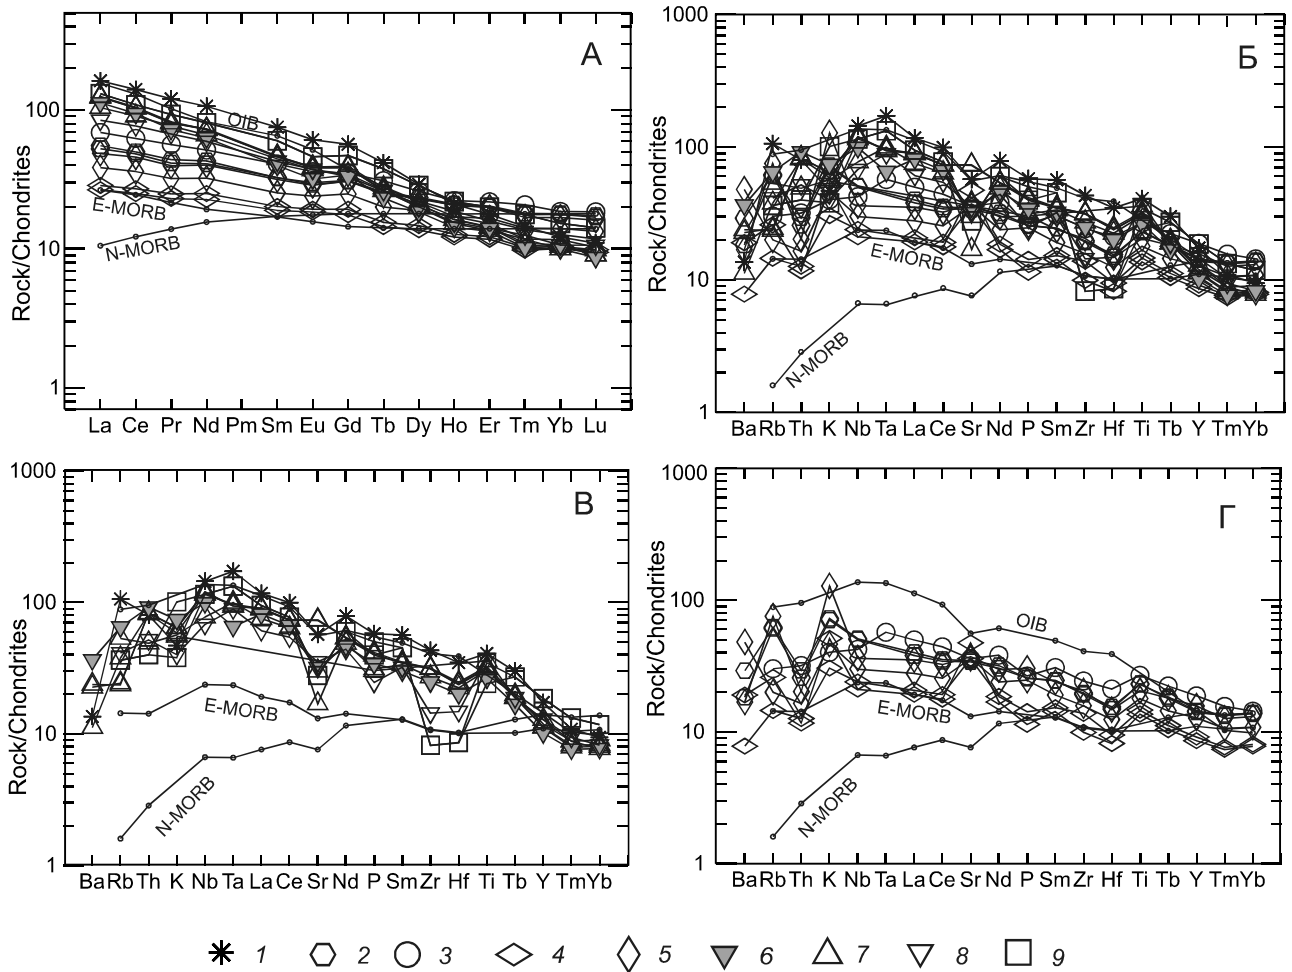 А
Rock/Chondrites
100
10
1
OIB
E-MORB
N-MORB
La Ce Pr Nd Pm Sm Eu Gd Tb Dy Ho Er Tm Yb Lu
Б
Rock/Chondrites
1000
100
10
1
E-MORB
N-MORB
Ba Rb Th K Nb Ta La Ce Sr Nd P Sm Zr Hf Ti Tb Y Tm Yb
В
Rock/Chondrites
1000
100
10
1
E-MORB
N-MORB
Ba Rb Th K Nb Ta La Ce Sr Nd P Sm Zr Hf Ti Tb Y Tm Yb
Г
Rock/Chondrites
1000
100
10
1
OIB
E-MORB
N-MORB
Ba Rb Th K Nb Ta La Ce Sr Nd P Sm Zr Hf Ti Tb Y Tm Yb
1 2 3 4 5 6 7 8 9